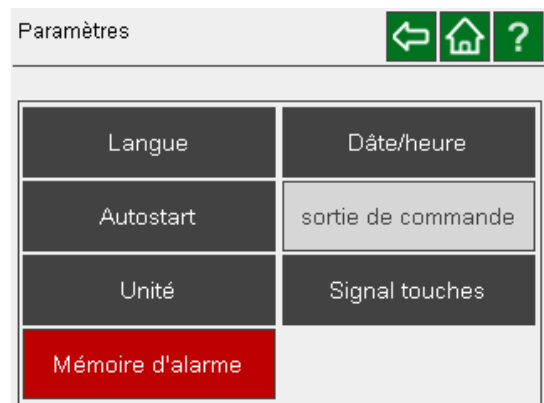 Paramètres
?
Langue
Dâte/heure
Autostart
sortie de commande
Unité
Signal touches
Mémoire d'alarme